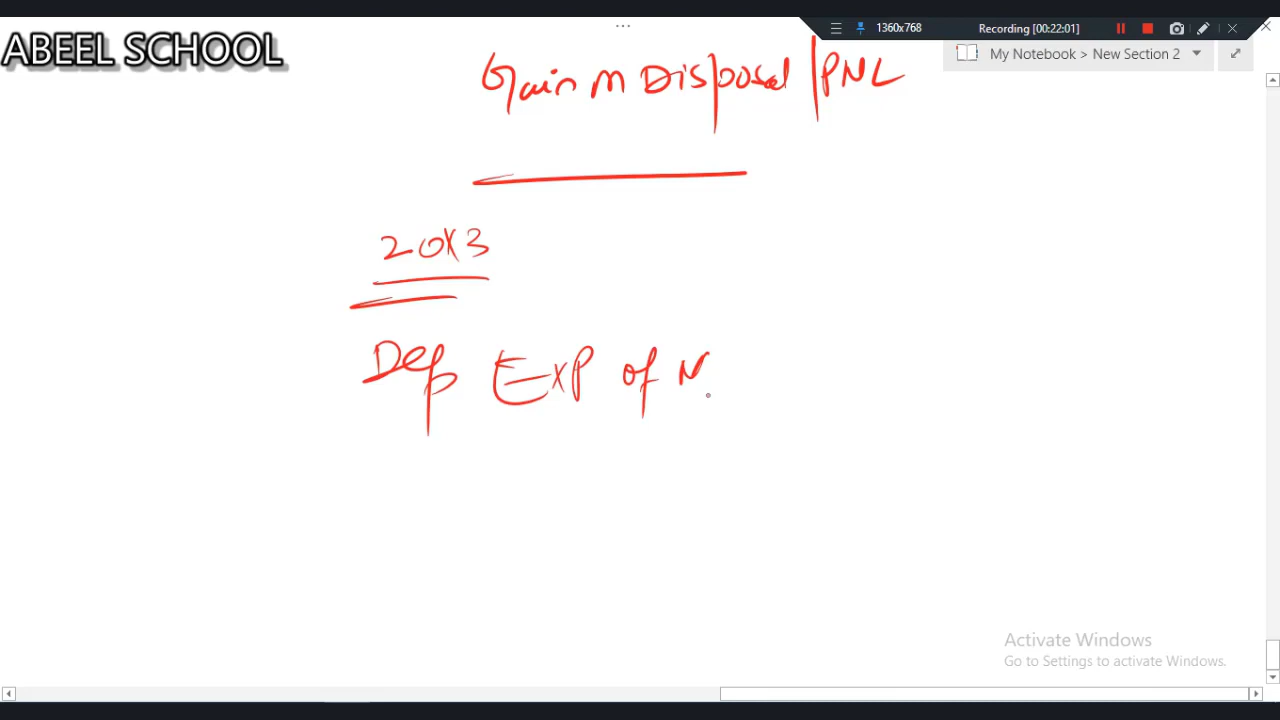 ABEEL SCHOOL
1360x768
Recording [00:22:01]
My Notebook > New Section 2
Gain on Disposal / PNL
20X3
Dep Exp of N
Activate Windows
Go to Settings to activate Windows.